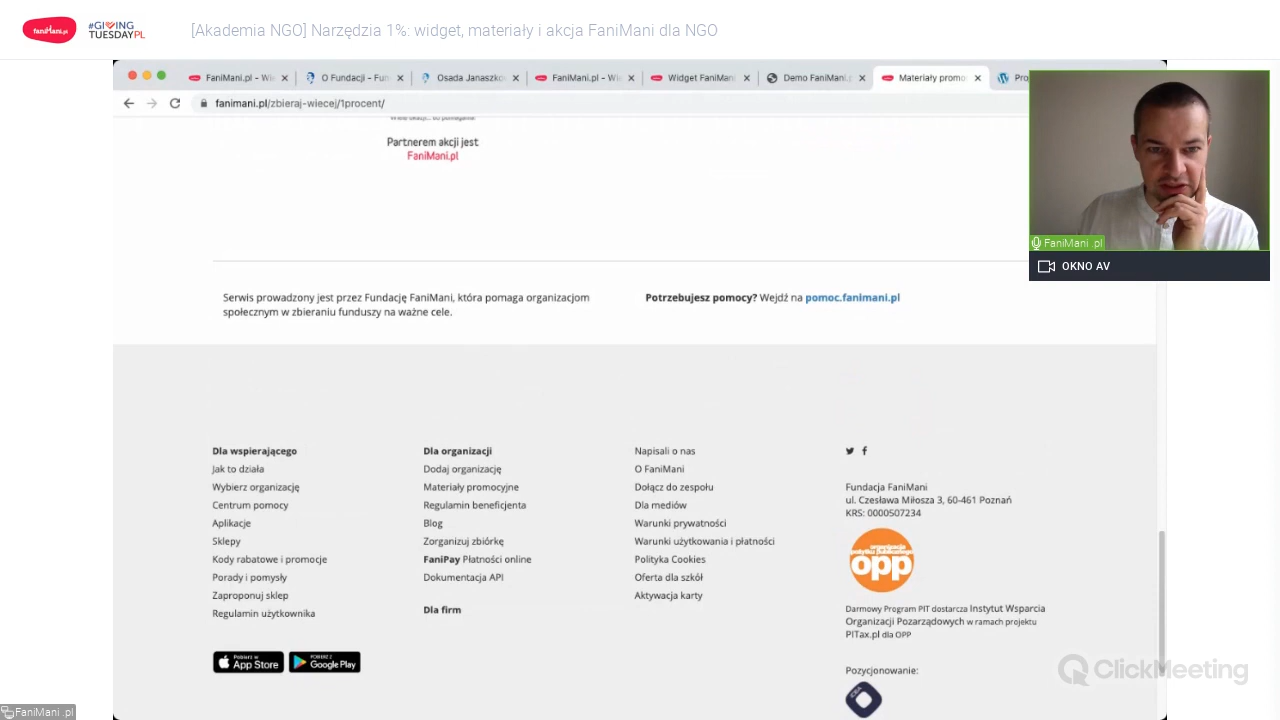 faniMani.pl
#GIVING
TUESDAYPL
[Akademia NGO] Narzędzia 1%: widget, materiały i akcja FaniMani dla NGO
FaniMani.pl - Wi
O Fundacji - Fun
Osada Janaszkó
FaniMani.pl - Wi
Widget FaniMan
Demo FaniMani.p
Materiały promo
Pro
fanimani.pl/zbieraj-wiecej/1procent/
Partnerem akcji jest
FaniMani.pl
FaniMani .pl
OKNO AV
Serwis prowadzony jest przez Fundację FaniMani, która pomaga organizacjom
społecznym w zbieraniu funduszy na ważne cele.
Potrzebujesz pomocy? Wejdź na pomoc.fanimani.pl
Dla wspierającego
Jak to działa
Wybierz organizację
Centrum pomocy
Aplikacje
Sklepy
Kody rabatowe i promocje
Porady i pomysły
Zaproponuj sklep
Regulamin użytkownika
Pobierz w
App Store
POBIERZ Z
Google Play
Dla organizacji
Dodaj organizację
Materiały promocyjne
Regulamin beneficjenta
Blog
Zorganizuj zbiórkę
FaniPay Płatności online
Dokumentacja API
Dla firm
Napisali o nas
O FaniMani
Dołącz do zespołu
Dla mediów
Warunki prywatności
Warunki użytkowania i płatności
Polityka Cookies
Oferta dla szkół
Aktywacja karty
Fundacja FaniMani
ul. Czesława Miłosza 3, 60-461 Poznań
KRS: 0000507234
organizacja
pożytku publicznego
opp
Darmowy Program PIT dostarcza Instytut Wsparcia
Organizacji Pozarządowych w ramach projektu
PITax.pl dla OPP
Pozycjonowanie:
ICEA
ClickMeeting
FaniMani .pl